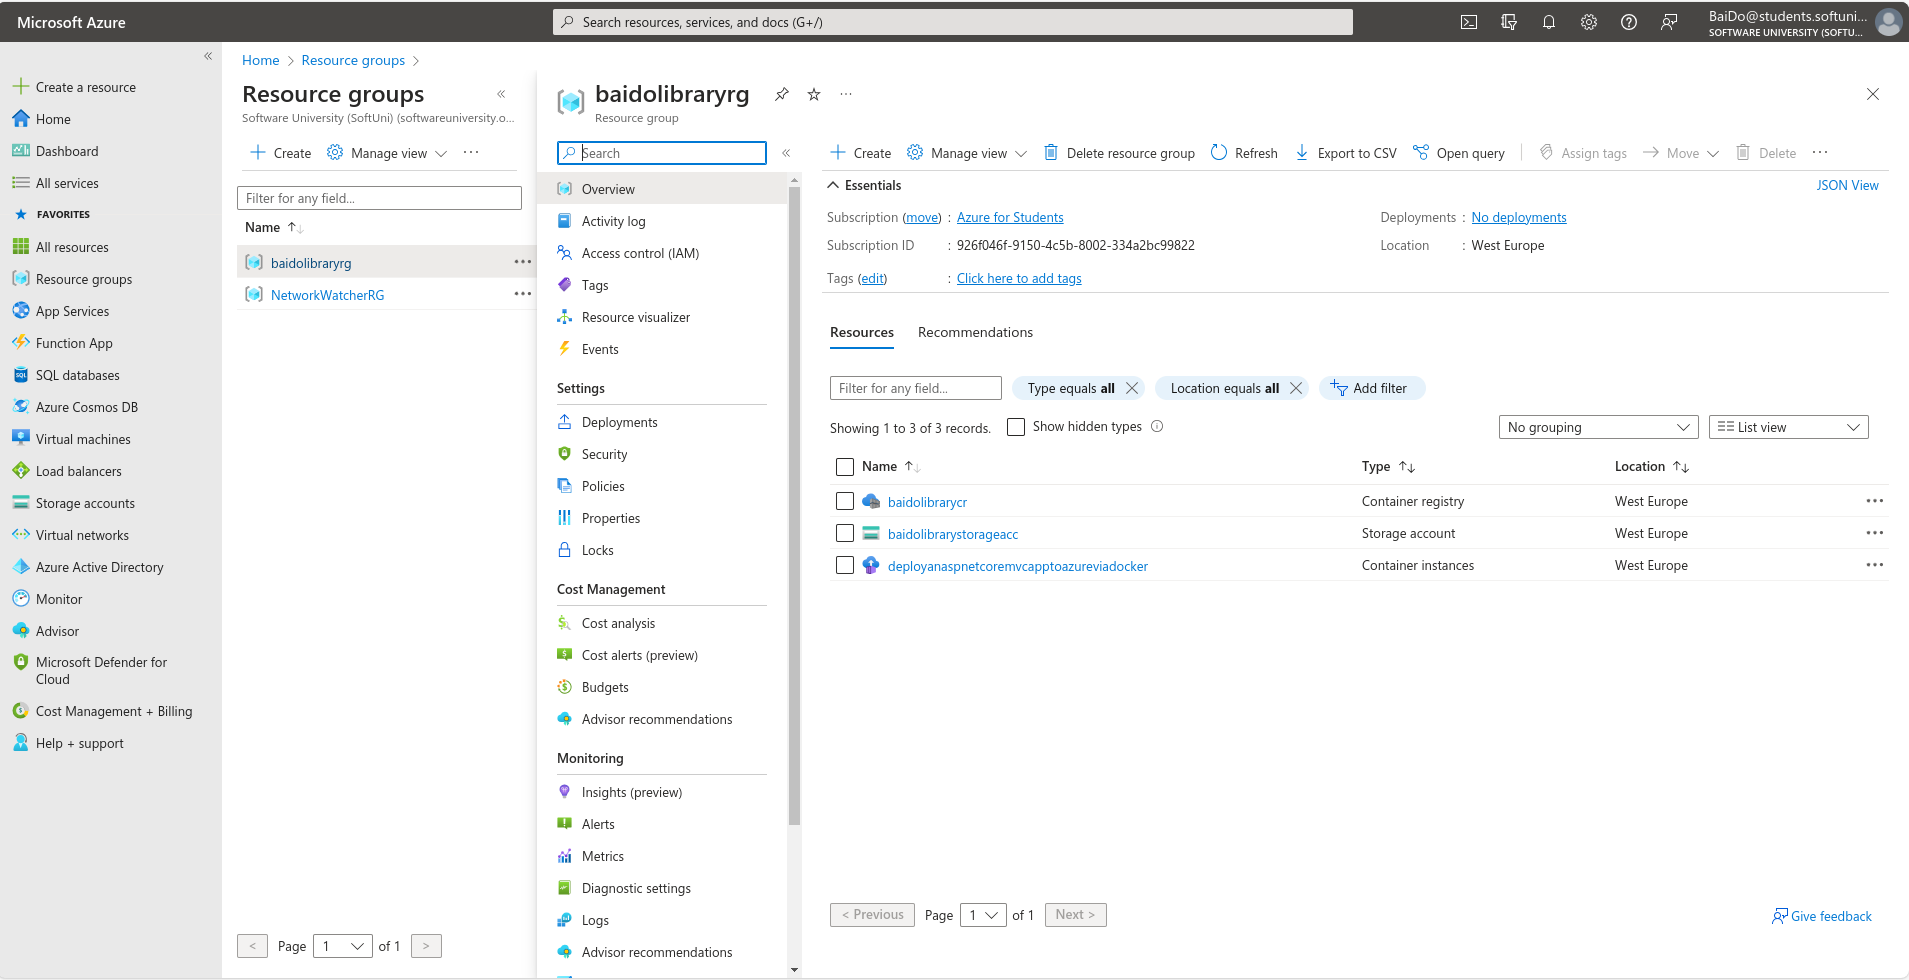 Microsoft Azure
Search resources, services, and docs (G+/)
BaiDo@students.softuni...
SOFTWARE UNIVERSITY (SOFTU...
Create a resource
Home
Dashboard
All services
FAVORITES
All resources
Resource groups
App Services
Function App
SQL databases
Azure Cosmos DB
Virtual machines
Load balancers
Storage accounts
Virtual networks
Azure Active Directory
Monitor
Advisor
Microsoft Defender for
Cloud
Cost Management + Billing
Help + support
Home > Resource groups >
Resource groups
Software University (SoftUni) (softwareuniversity.o...
Create
Manage view
Filter for any field...
Name
baidolibraryrg
NetworkWatcherRG
< Page 1 of 1 >
baidolibraryrg
Resource group
Search
Overview
Activity log
Access control (IAM)
Tags
Resource visualizer
Events
Settings
Deployments
Security
Policies
Properties
Locks
Cost Management
Cost analysis
Cost alerts (preview)
Budgets
Advisor recommendations
Monitoring
Insights (preview)
Alerts
Metrics
Diagnostic settings
Logs
Advisor recommendations
Create Manage view Delete resource group Refresh Export to CSV Open query Assign tags Move Delete
Essentials
JSON View
Subscription (move) : Azure for Students
Subscription ID : 926f046f-9150-4c5b-8002-334a2bc99822
Tags (edit) : Click here to add tags
Deployments : No deployments
Location : West Europe
Resources Recommendations
Filter for any field... Type equals all Location equals all Add filter
Showing 1 to 3 of 3 records. Show hidden types No grouping List view
Name Type Location
baidolibrarycr Container registry West Europe
baidolibrarystorageacc Storage account West Europe
deployanaspnetcoremvcapptoazureviadocker Container instances West Europe
< Previous Page 1 of 1 Next >
Give feedback